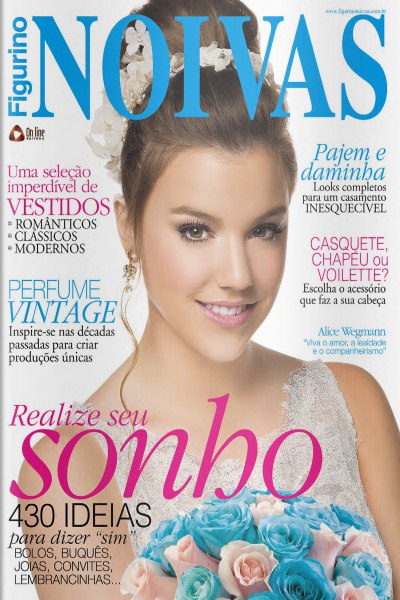 www.figurinonoivas.com.br
Figurino
NOIVAS
On line
EDITORA
Uma seleção
imperdível de
VESTIDOS
* ROMÂNTICOS
* CLÁSSICOS
* MODERNOS
PERFUME
VINTAGE
Inspire-se nas décadas
passadas para criar
produções únicas
Pajem e
daminha
Looks completos
para um casamento
INESQUECÍVEL
CASQUETE,
CHAPÉU ou
VOILETTE?
Escolha o acessório
que faz a sua cabeça
Alice Wegmann
"Viva o amor, a lealdade
e o companheirismo"
Realize seu
sonho
430 IDEIAS
para dizer "sim"
BOLOS, BUQUÊS,
JOIAS, CONVITES,
LEMBRANCINHAS...